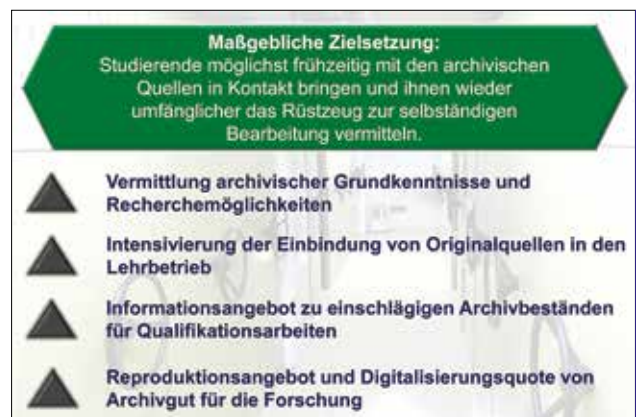 Maßgebliche Zielsetzung:
Studierende möglichst frühzeitig mit den archivischen
Quellen in Kontakt bringen und ihnen wieder
umfänglicher das Rüstzeug zur selbständigen
Bearbeitung vermitteln.
Vermittlung archivischer Grundkenntnisse und
Recherchemöglichkeiten
Intensivierung der Einbindung von Originalquellen in den
Lehrbetrieb
Informationsangebot zu einschlägigen Archivbeständen
für Qualifikationsarbeiten
Reproduktionsangebot und Digitalisierungsquote von
Archivgut für die Forschung